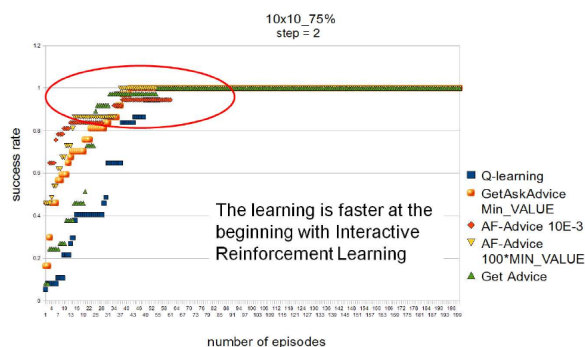 10x10_75%
step = 2
1.2
1
0.8
0.6
0.4
0.2
0
success rate
Q-learning
GetAskAdvice
Min_VALUE
AF-Advice 10E-3
AF-Advice
100*MIN_VALUE
Get Advice
The learning is faster at the
beginning with Interactive
Reinforcement Learning
number of episodes